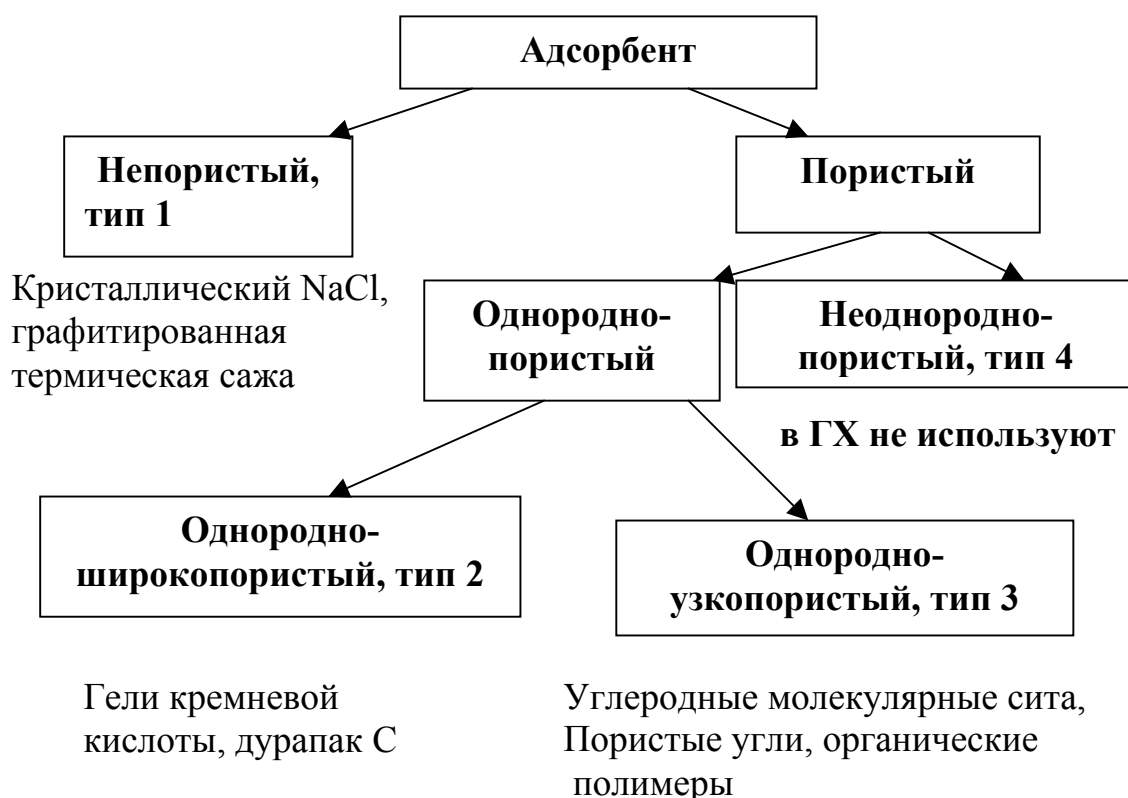 Адсорбент
Непористый,
тип 1
Пористый
Кристаллический NaCl,
графитированная
термическая сажа
Однородно-
пористый
Неоднородно-
пористый, тип 4
в ГХ не используют
Однородно-
широкопористый, тип 2
Однородно-
узкопористый, тип 3
Гели кремневой
кислоты, дурапак С
Углеродные молекулярные сита,
Пористые угли, органические
полимеры